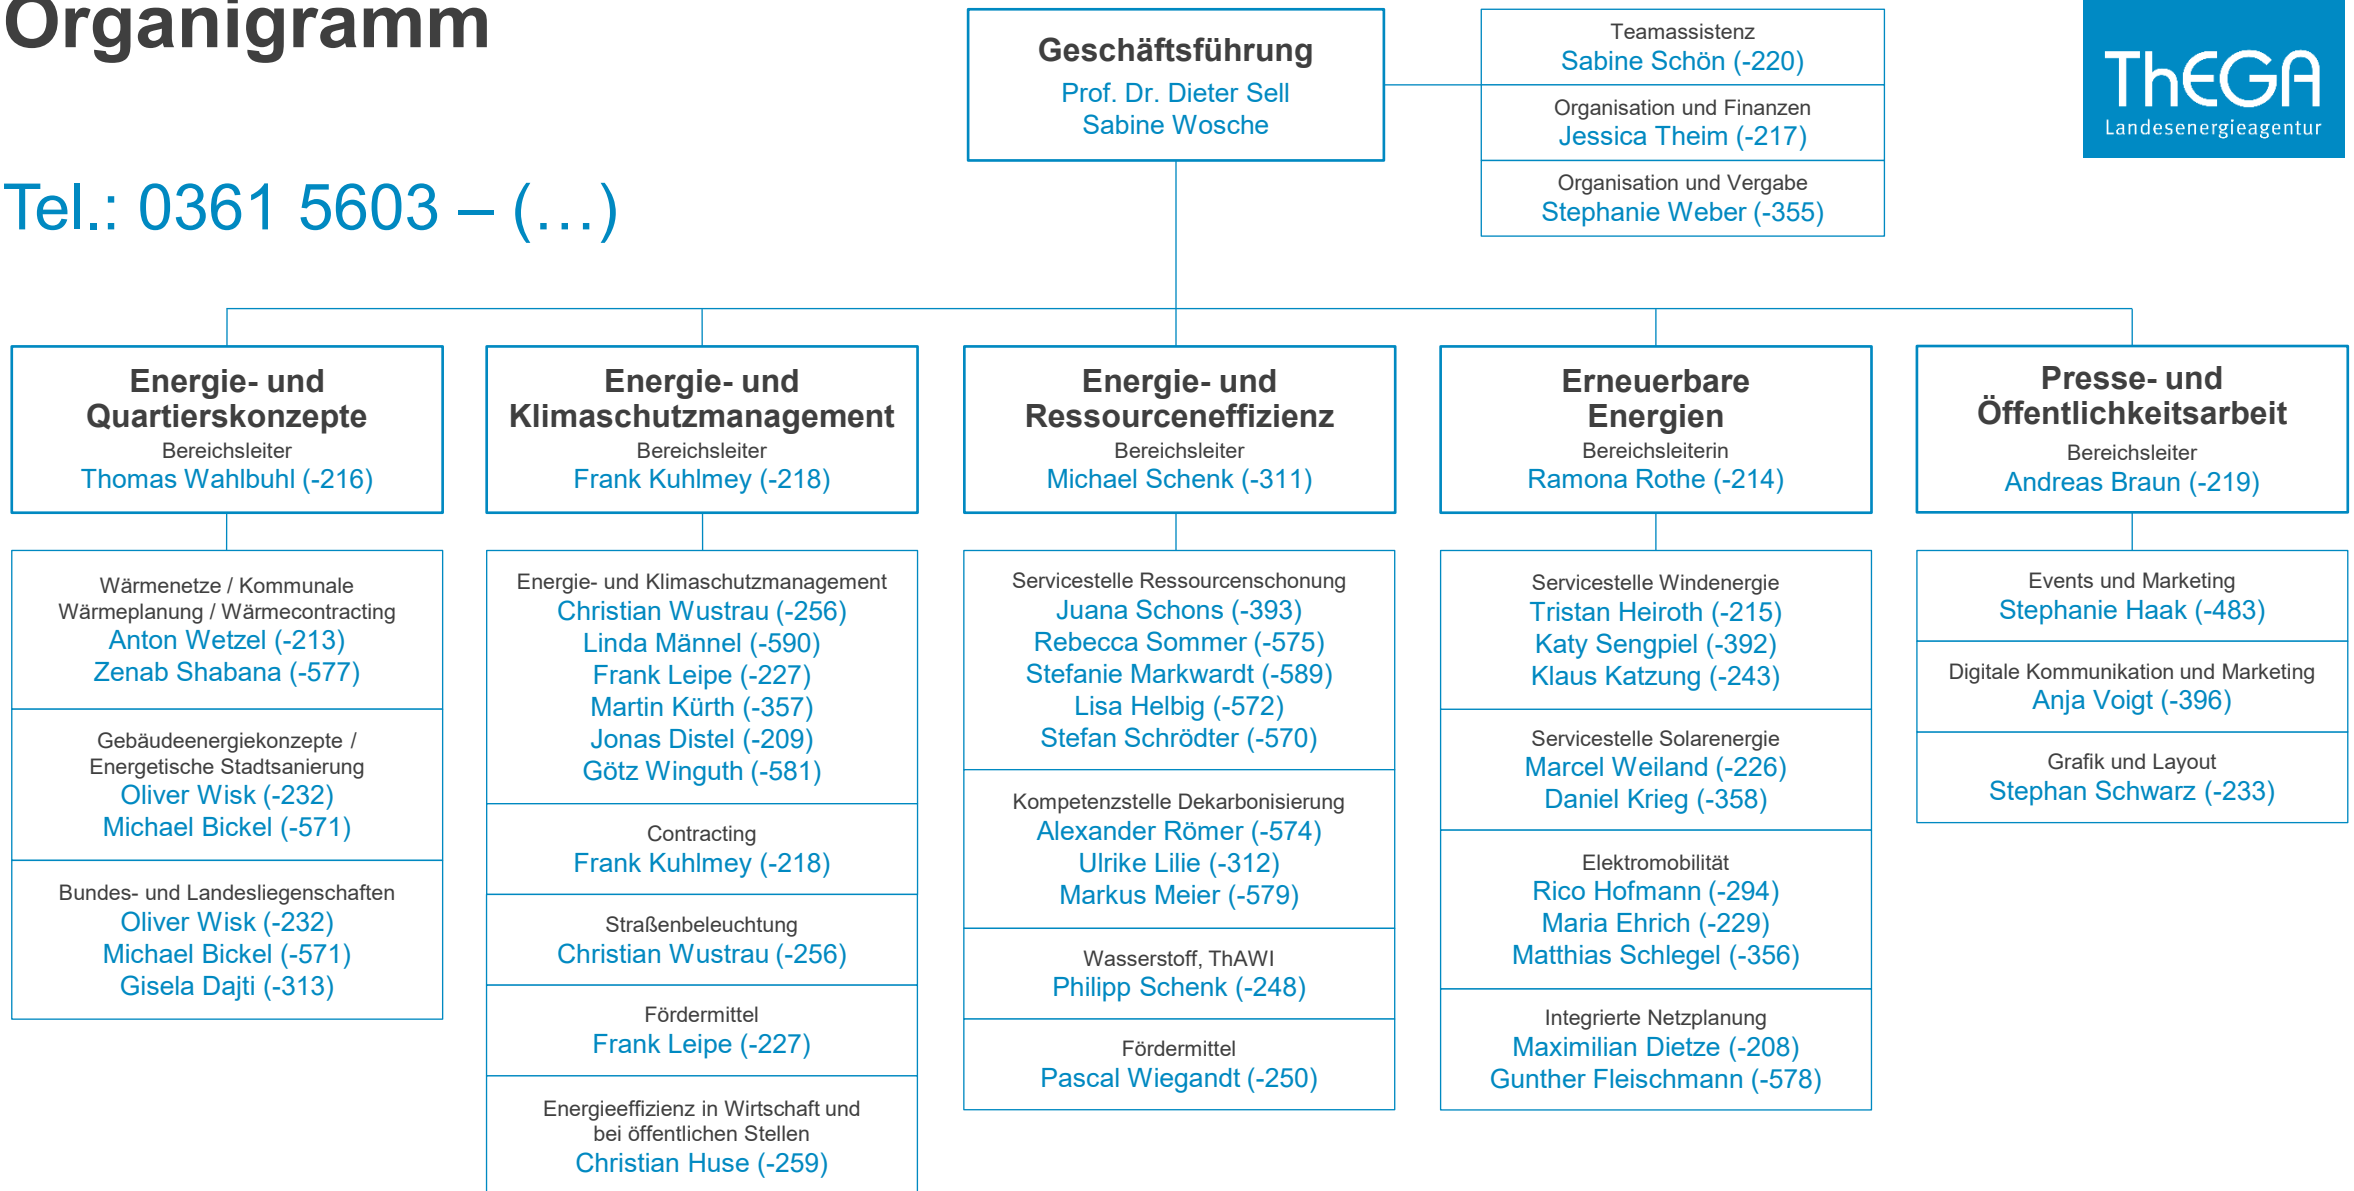 Organigramm
Tel.: 0361 5603 – (…)
Geschäftsführung
Prof. Dr. Dieter Sell
Sabine Wosche
Teamassistenz
Sabine Schön (-220)
Organisation und Finanzen
Jessica Theim (-217)
Organisation und Vergabe
Stephanie Weber (-355)
ThEGA
Landesenergieagentur
Energie- und
Quartierskonzepte
Bereichsleiter
Thomas Wahlbuhl (-216)
Wärmenetze / Kommunale
Wärmeplanung / Wärmecontracting
Anton Wetzel (-213)
Zenab Shabana (-577)
Gebäudeenergiekonzepte /
Energetische Stadtsanierung
Oliver Wisk (-232)
Michael Bickel (-571)
Bundes- und Landesliegenschaften
Oliver Wisk (-232)
Michael Bickel (-571)
Gisela Dajti (-313)
Energie- und
Klimaschutzmanagement
Bereichsleiter
Frank Kuhlmey (-218)
Energie- und Klimaschutzmanagement
Christian Wustrau (-256)
Linda Männel (-590)
Frank Leipe (-227)
Martin Kürth (-357)
Jonas Distel (-209)
Götz Winguth (-581)
Contracting
Frank Kuhlmey (-218)
Straßenbeleuchtung
Christian Wustrau (-256)
Fördermittel
Frank Leipe (-227)
Energieeffizienz in Wirtschaft und
bei öffentlichen Stellen
Christian Huse (-259)
Energie- und
Ressourceneffizienz
Bereichsleiter
Michael Schenk (-311)
Servicestelle Ressourcenschonung
Juana Schons (-393)
Rebecca Sommer (-575)
Stefanie Markwardt (-589)
Lisa Helbig (-572)
Stefan Schrödter (-570)
Kompetenzstelle Dekarbonisierung
Alexander Römer (-574)
Ulrike Lilie (-312)
Markus Meier (-579)
Wasserstoff, ThAWI
Philipp Schenk (-248)
Fördermittel
Pascal Wiegandt (-250)
Erneuerbare
Energien
Bereichsleiterin
Ramona Rothe (-214)
Servicestelle Windenergie
Tristan Heiroth (-215)
Katy Sengpiel (-392)
Klaus Katzung (-243)
Servicestelle Solarenergie
Marcel Weiland (-226)
Daniel Krieg (-358)
Elektromobilität
Rico Hofmann (-294)
Maria Ehrich (-229)
Matthias Schlegel (-356)
Integrierte Netzplanung
Maximilian Dietze (-208)
Gunther Fleischmann (-578)
Presse- und
Öffentlichkeitsarbeit
Bereichsleiter
Andreas Braun (-219)
Events und Marketing
Stephanie Haak (-483)
Digitale Kommunikation und Marketing
Anja Voigt (-396)
Grafik und Layout
Stephan Schwarz (-233)